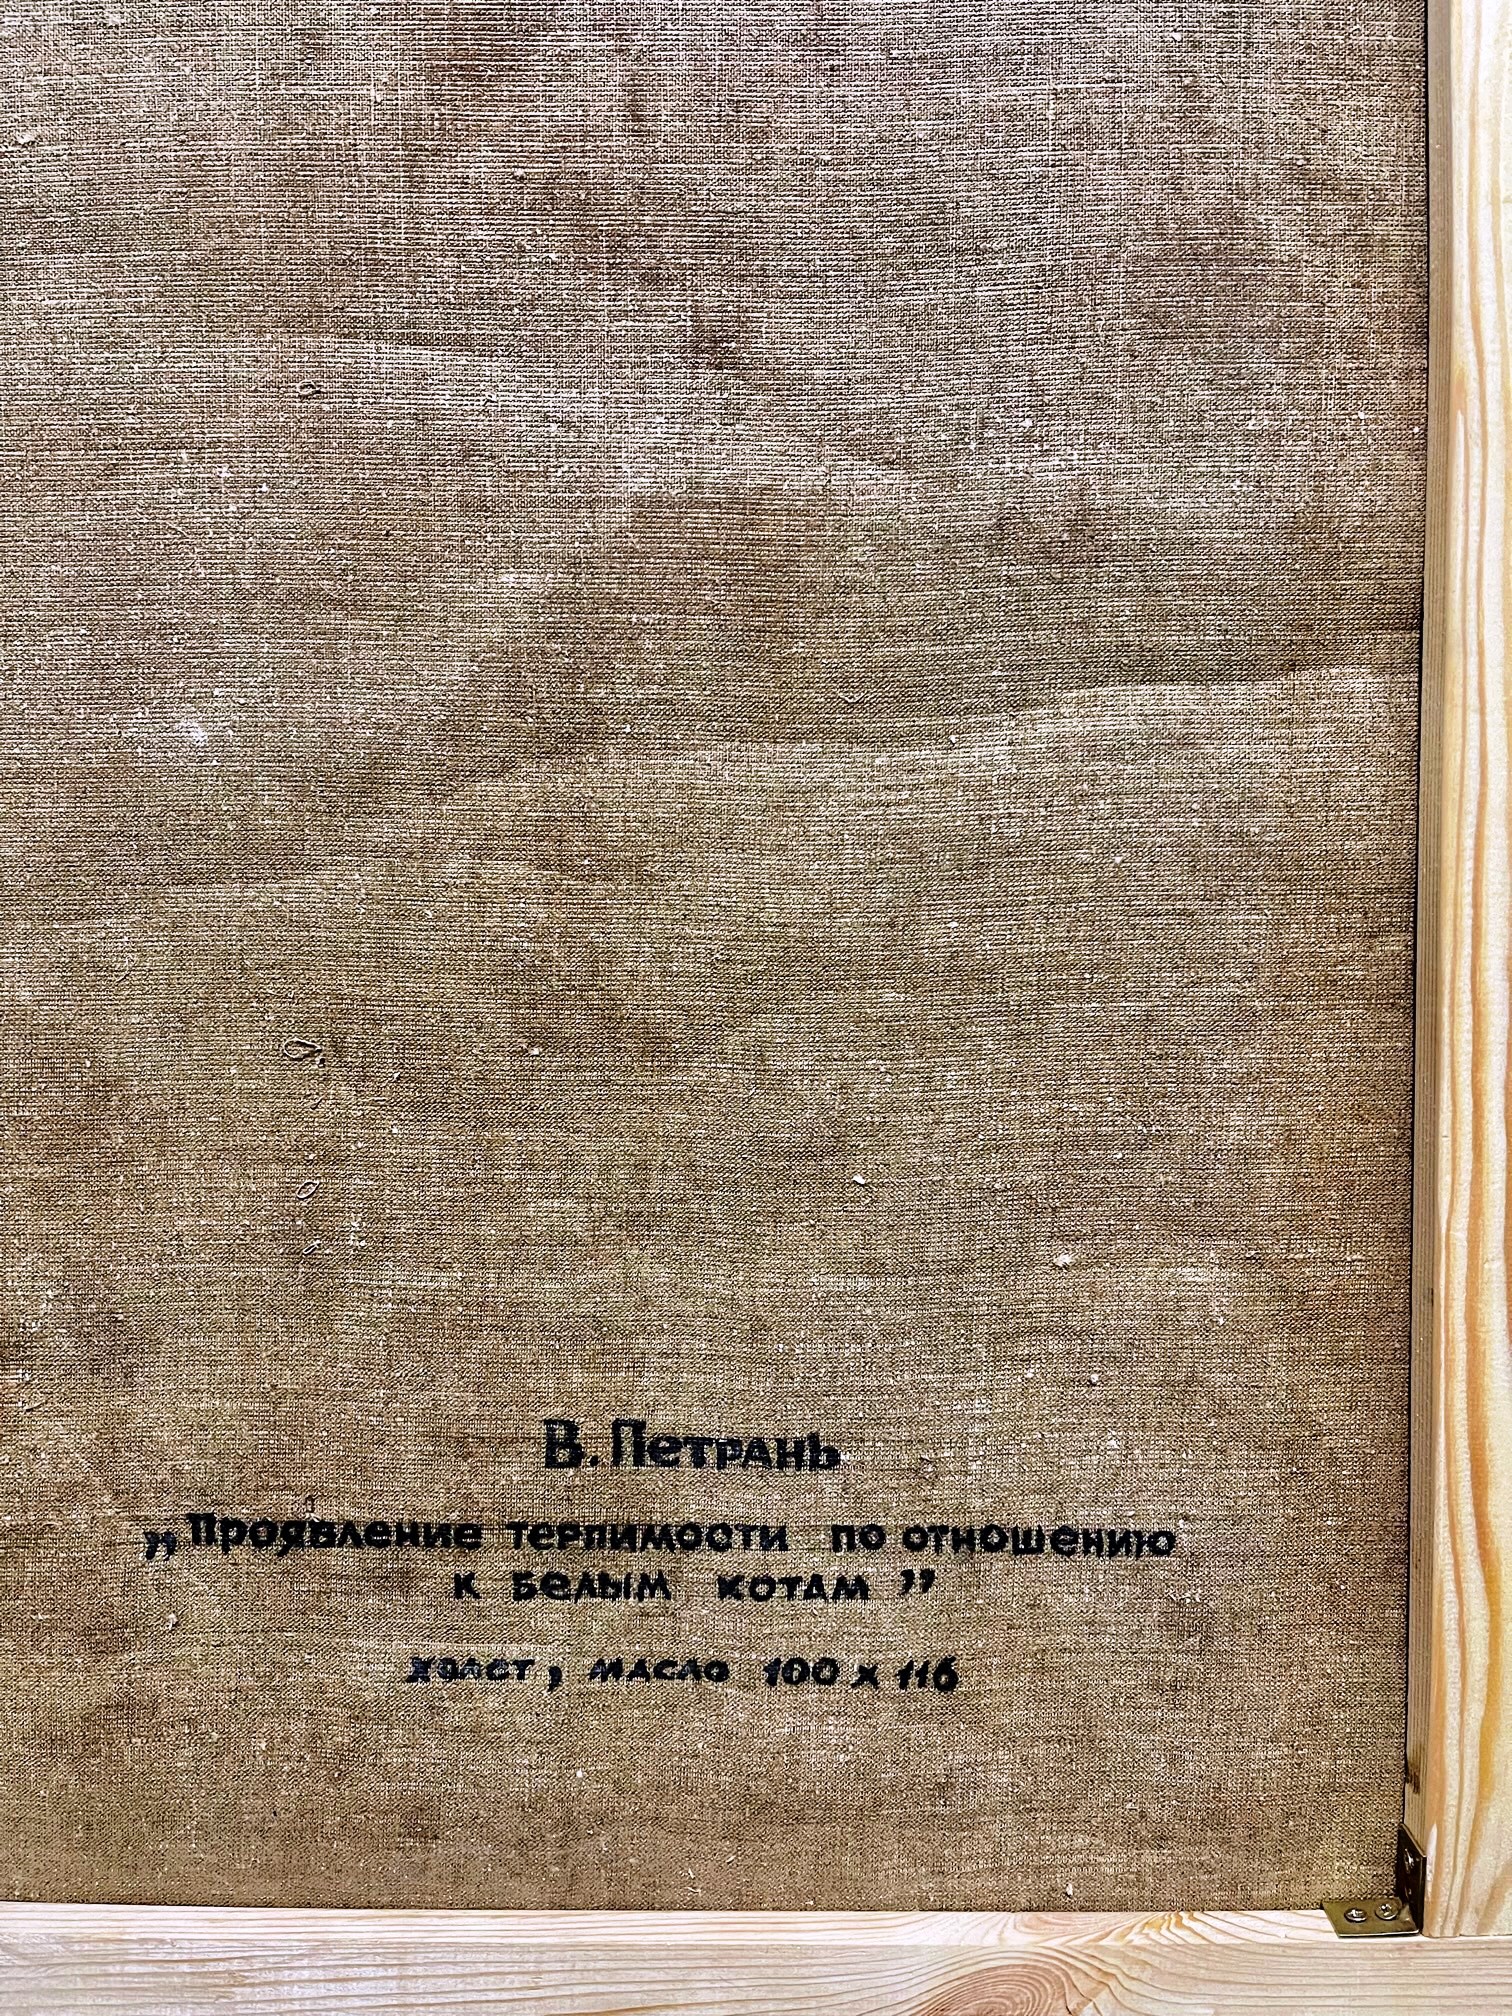 В. Петрань
„Проявление терпимости по отношению
к белым котам”
холст, масло 100 x 116